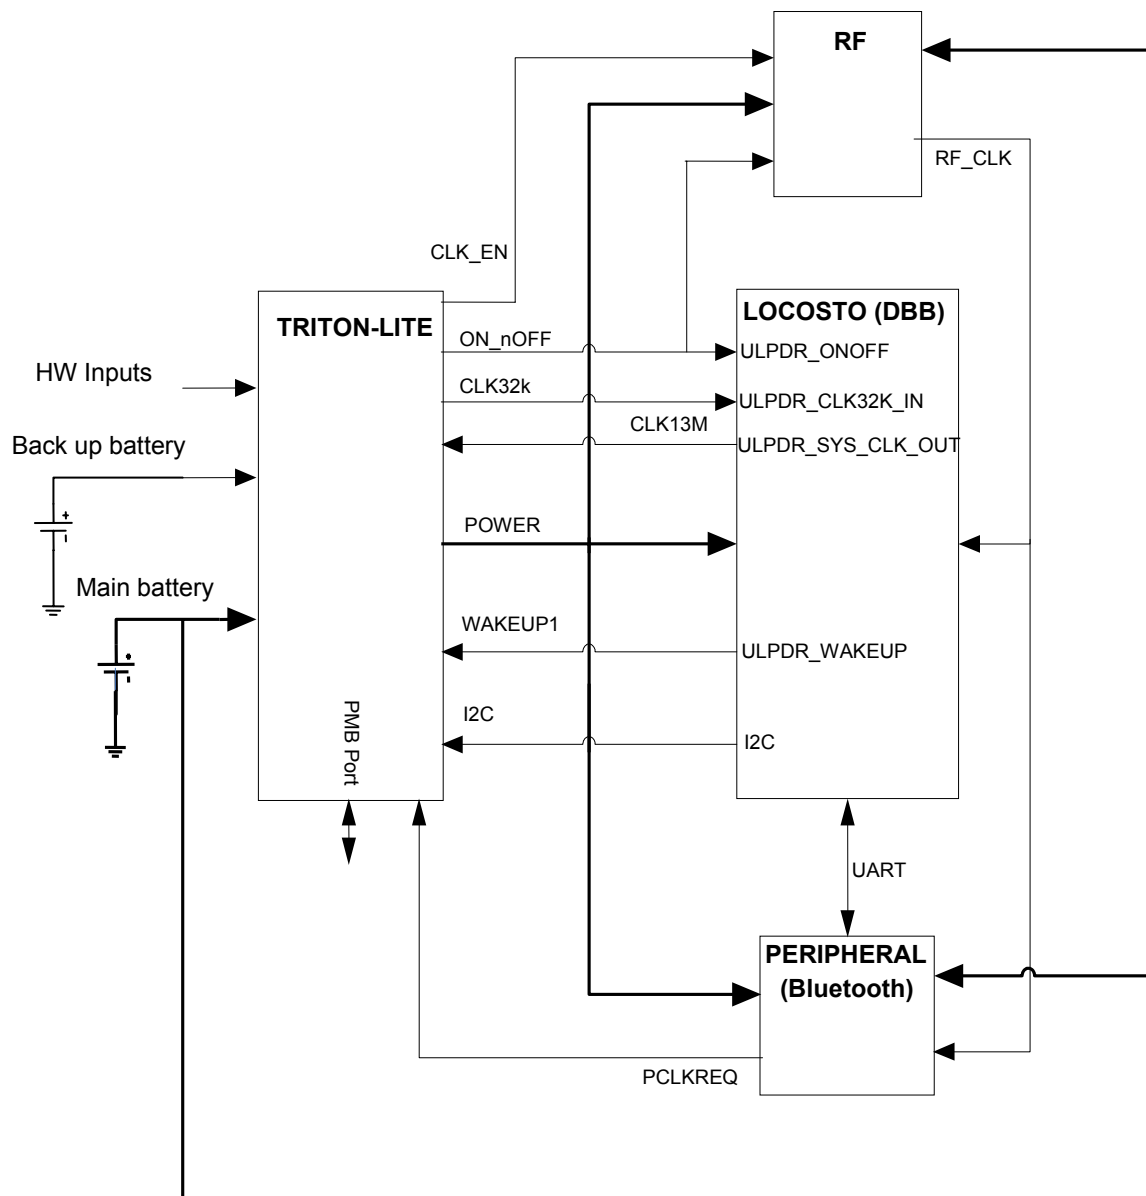 RF
RF_CLK
CLK_EN
TRITON-LITE
LOCOSTO (DBB)
ON_nOFF
ULPDR_ONOFF
HW Inputs
CLK32k
ULPDR_CLK32K_IN
CLK13M
Back up battery
ULPDR_SYS_CLK_OUT
POWER
Main battery
WAKEUP1
ULPDR_WAKEUP
PMB Port
I2C
I2C
UART
PERIPHERAL
(Bluetooth)
PCLKREQ